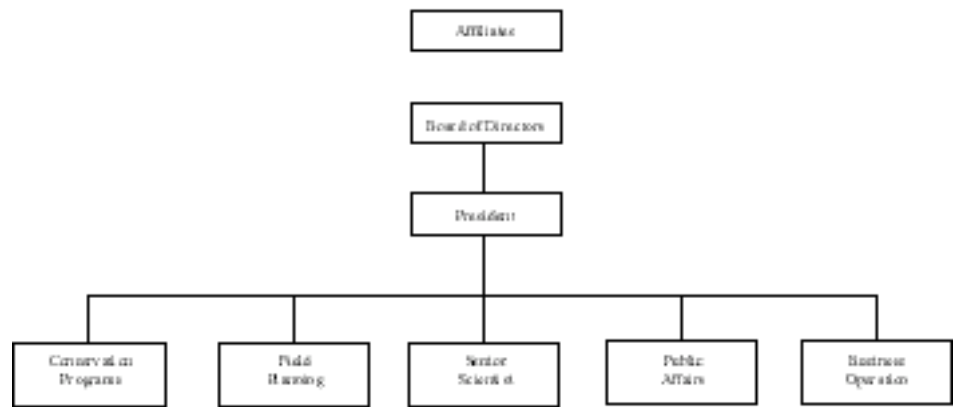 Affiliates
Board of Directors
President
Conservation
Programs
Field
Planning
Senior
Scientist
Public
Affairs
Business
Operation